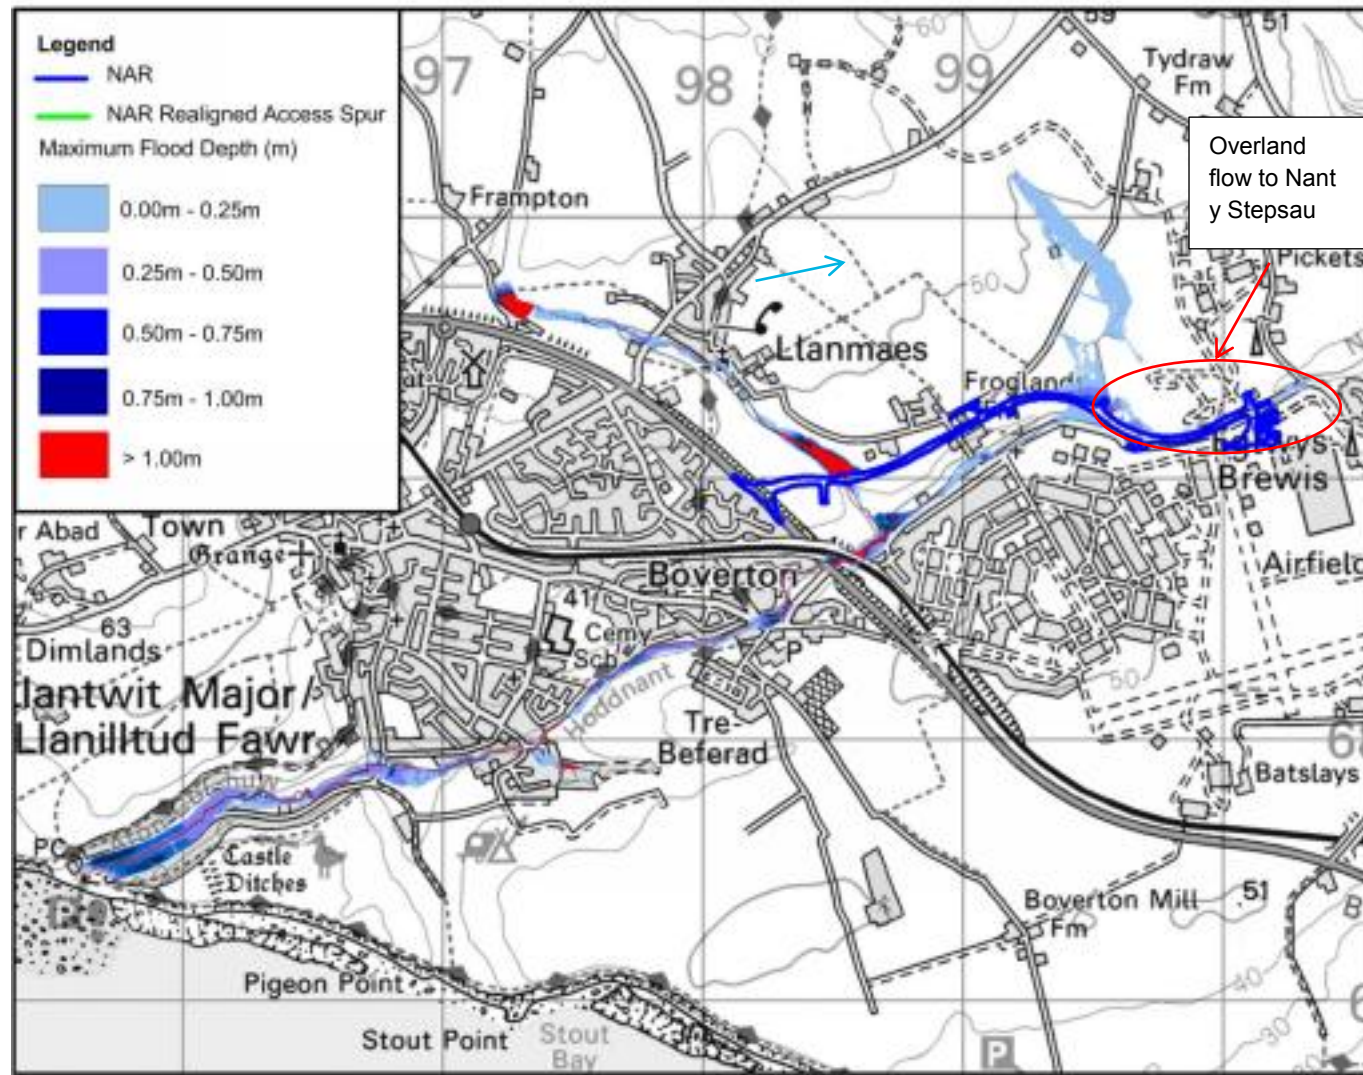 Legend
NAR
NAR Realigned Access Spur
Maximum Flood Depth (m)
0.00m - 0.25m
0.25m - 0.50m
0.50m - 0.75m
0.75m - 1.00m
> 1.00m
97
98
99
60
59
51
Tydraw
Fm
Overland
flow to Nant
y Stepsau
Pickets
Frampton
50
Llanmaes
Frogland
Brewis
Airfield
r Abad
Town
Grange
63
Dimlands
41
Cemy
Sch
Boverton
P
Hoddnant
Tre-
Beferad
50
Llantwit Major/
Llanilltud Fawr
Batslays
PC
Castle
Ditches
Boverton Mill
Fm
51
B
40
30
Pigeon Point
Stout Point
Stout
Bay
P